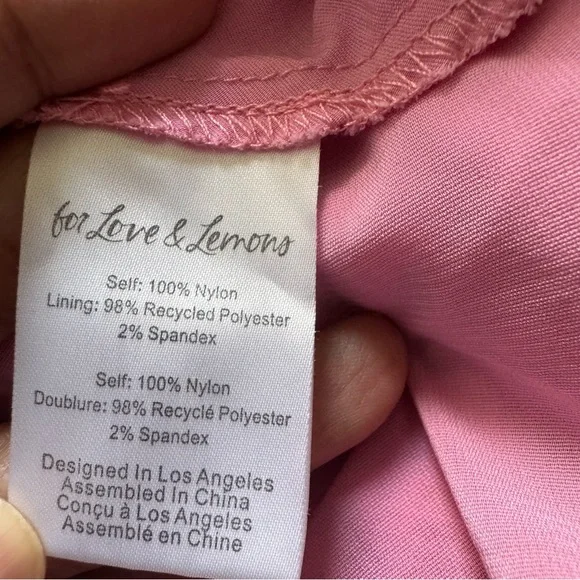 for Love & Lemons
Self: 100% Nylon
Lining: 98% Recycled Polyester
2% Spandex
Self: 100% Nylon
Doublure: 98% Recyclé Polyester
2% Spandex
Designed In Los Angeles
Assembled In China
Conçu à Los Angeles
Assemblé en Chine